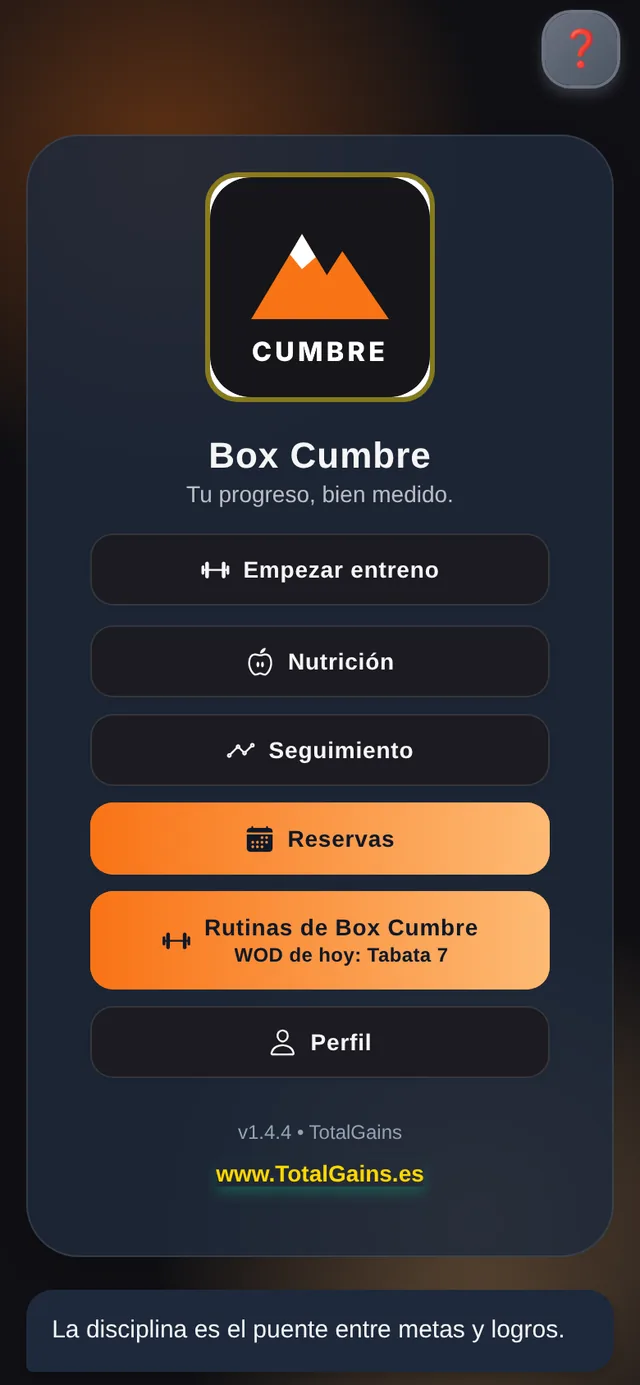 ❓
CUMBRE
Box Cumbre
Tu progreso, bien medido.
Empezar entreno
Nutrición
Seguimiento
Reservas
Rutinas de Box Cumbre
WOD de hoy: Tabata 7
Perfil
v1.4.4 • TotalGains
www.TotalGains.es
La disciplina es el puente entre metas y logros.